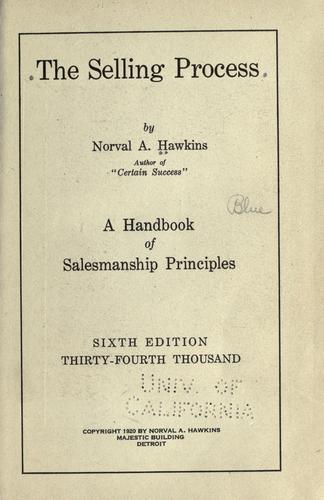 The Selling Process
by
Norval A. Hawkins
Author of
"Certain Success"
Blue
A Handbook
of
Salesmanship Principles
SIXTH EDITION
THIRTY-FOURTH THOUSAND
UNIV. OF
CALIFORNIA
COPYRIGHT 1920 BY NORVAL A. HAWKINS
MAJESTIC BUILDING
DETROIT